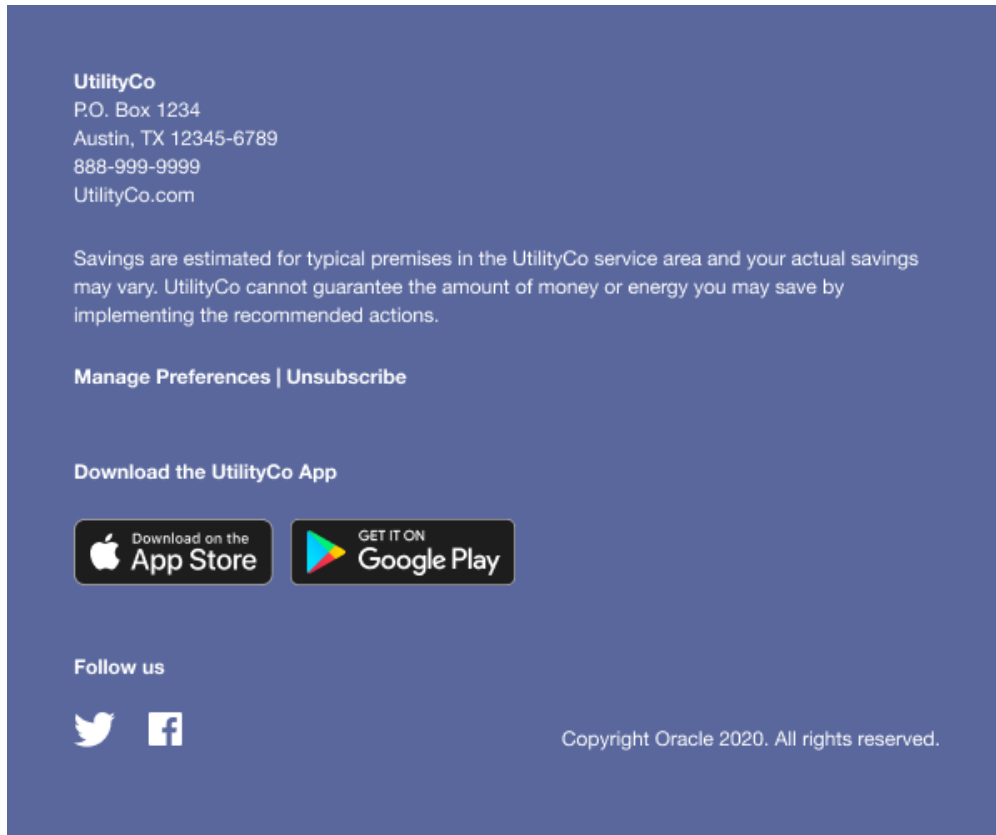 UtilityCo
P.O. Box 1234
Austin, TX 12345-6789
888-999-9999
UtilityCo.com
Savings are estimated for typical premises in the UtilityCo service area and your actual savings
may vary. UtilityCo cannot guarantee the amount of money or energy you may save by
implementing the recommended actions.
Manage Preferences | Unsubscribe
Download the UtilityCo App
Download on the
App Store
GET IT ON
Google Play
Follow us
Copyright Oracle 2020. All rights reserved.